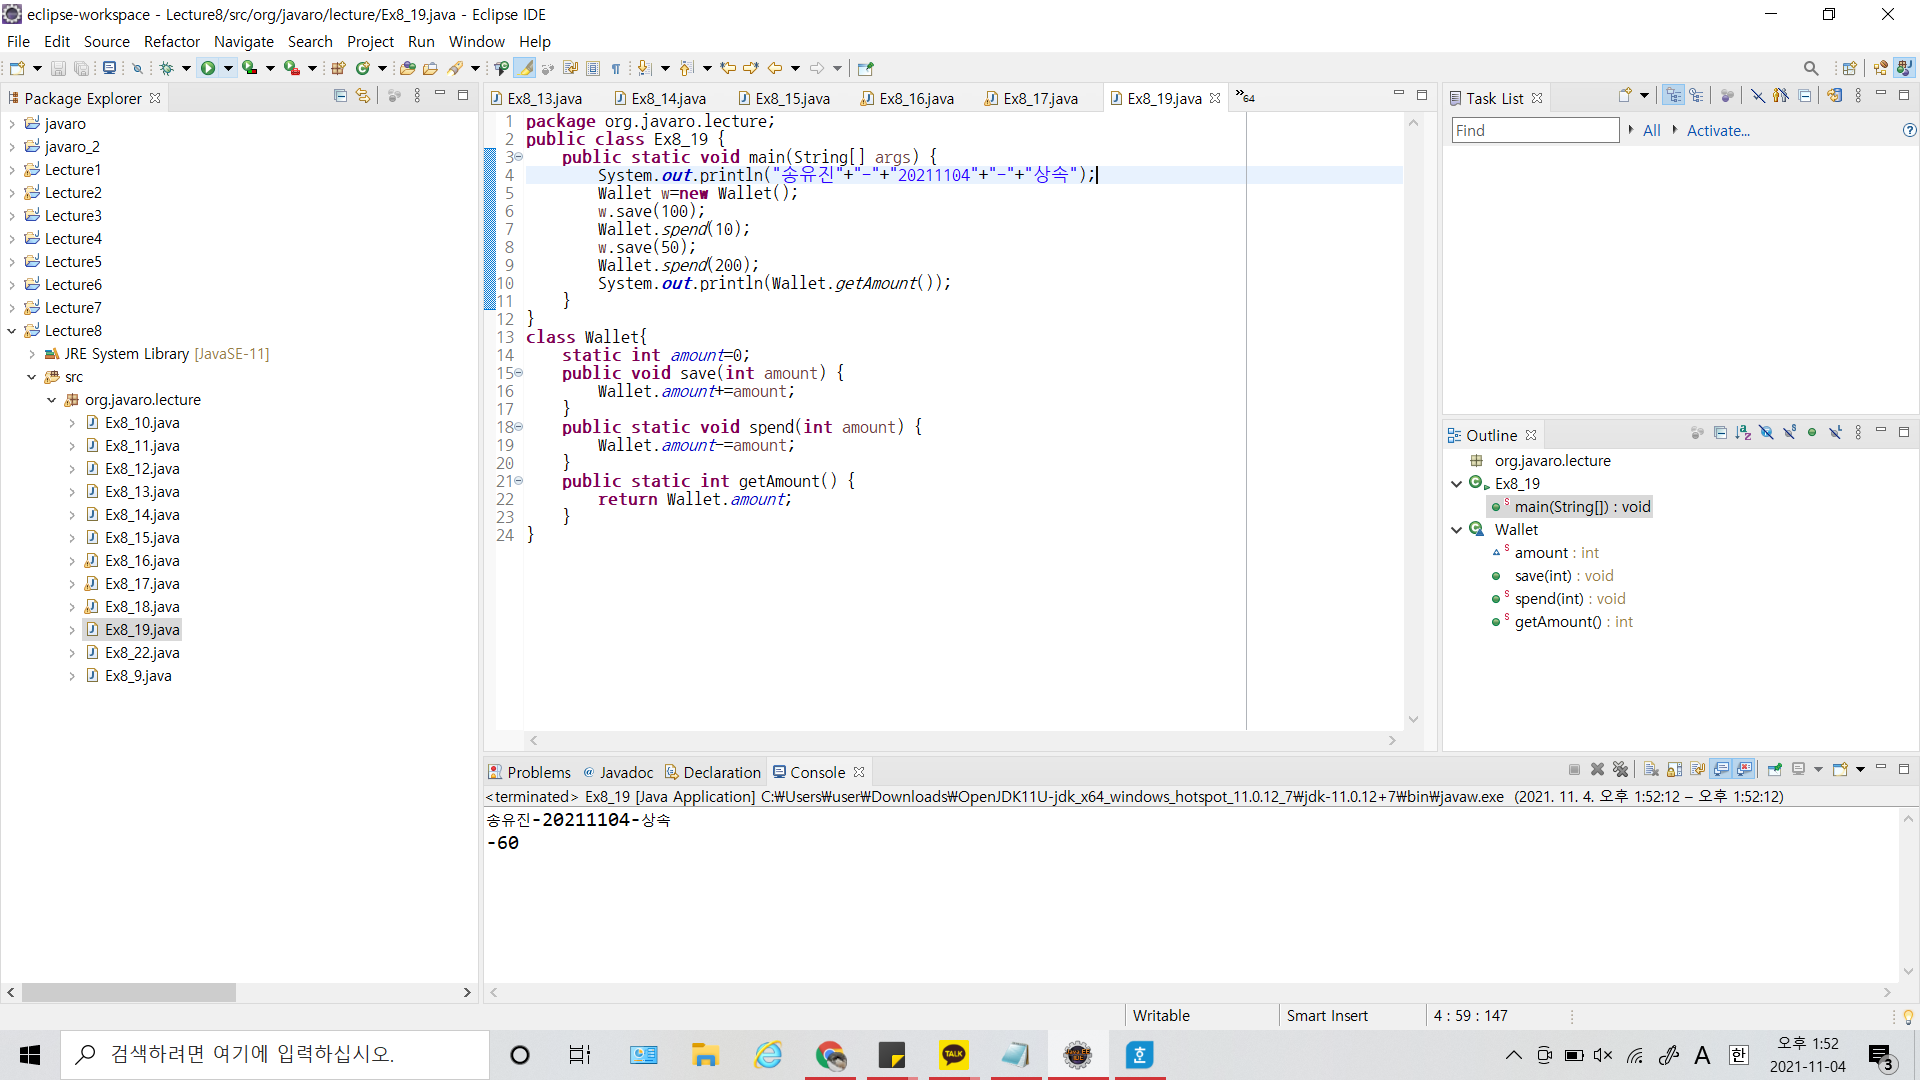 eclipse-workspace - Lecture8/src/org/javaro/lecture/Ex8_19.java - Eclipse IDE
File Edit Source Refactor Navigate Search Project Run Window Help
Package Explorer
javaro
javaro_2
Lecture1
Lecture2
Lecture3
Lecture4
Lecture5
Lecture6
Lecture7
Lecture8
JRE System Library [JavaSE-11]
src
org.javaro.lecture
Ex8_10.java
Ex8_11.java
Ex8_12.java
Ex8_13.java
Ex8_14.java
Ex8_15.java
Ex8_16.java
Ex8_17.java
Ex8_18.java
Ex8_19.java
Ex8_22.java
Ex8_9.java
Ex8_13.java Ex8_14.java Ex8_15.java Ex8_16.java Ex8_17.java Ex8_19.java »64
1 package org.javaro.lecture;
2 public class Ex8_19 {
3 public static void main(String[] args) {
4 System.out.println("송유진"+"-"+"20211104"+"-"+"상속");
5 Wallet w=new Wallet();
6 w.save(100);
7 Wallet.spend(10);
8 w.save(50);
9 Wallet.spend(200);
10 System.out.println(Wallet.getAmount());
11 }
12 }
13 class Wallet{
14 static int amount=0;
15 public void save(int amount) {
16 Wallet.amount+=amount;
17 }
18 public static void spend(int amount) {
19 Wallet.amount-=amount;
20 }
21 public static int getAmount() {
22 return Wallet.amount;
23 }
24 }
Task List
Find All Activate...
Outline
org.javaro.lecture
Ex8_19
main(String[]) : void
Wallet
amount : int
save(int) : void
spend(int) : void
getAmount() : int
Problems @ Javadoc Declaration Console
<terminated> Ex8_19 [Java Application] C:₩Users₩user₩Downloads₩OpenJDK11U-jdk_x64_windows_hotspot_11.0.12_7₩jdk-11.0.12+7₩bin₩javaw.exe (2021. 11. 4. 오후 1:52:12 – 오후 1:52:12)
송유진-20211104-상속
-60
Writable Smart Insert 4 : 59 : 147
검색하려면 여기에 입력하십시오.
TALK
호
A
한
오후 1:52
2021-11-04
3